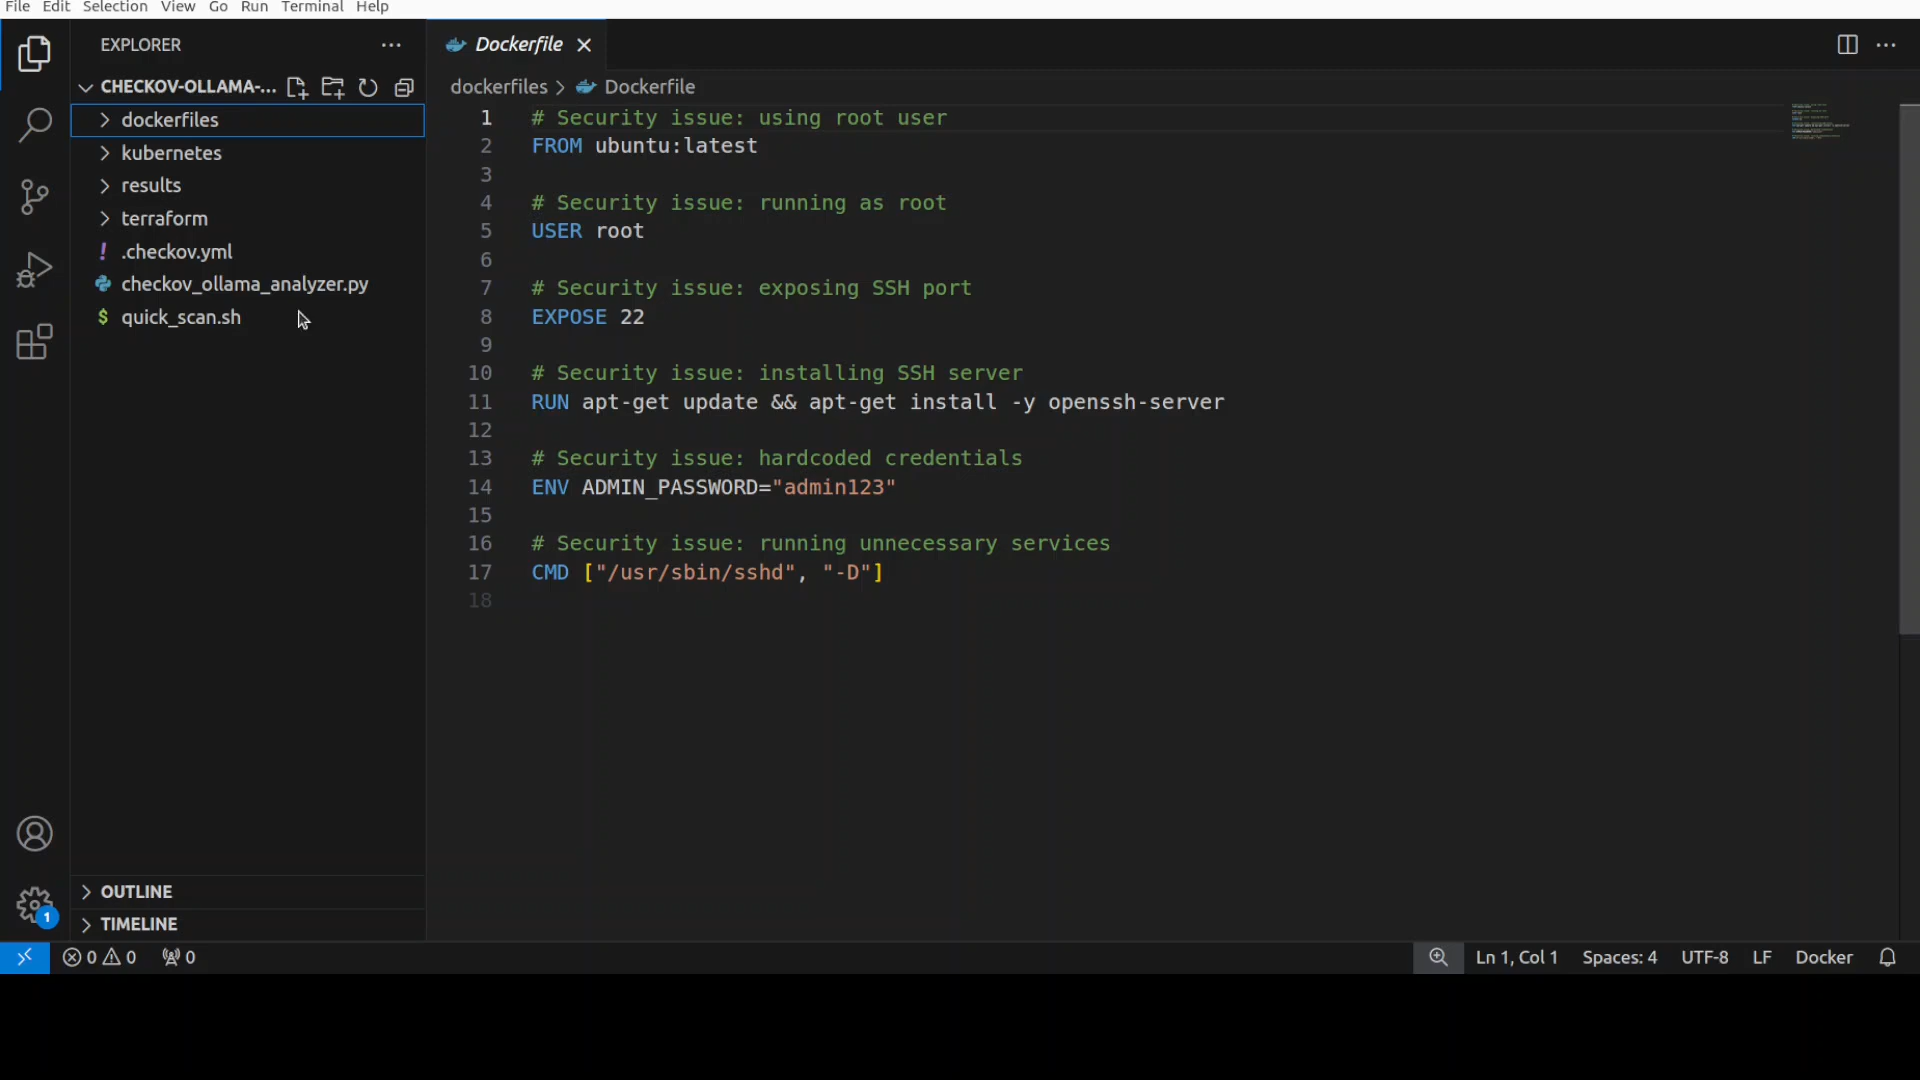 File Edit Selection View Go Run Terminal Help
EXPLORER
CHECKOV-OLLAMA-...
dockerfiles
kubernetes
results
terraform
! .checkov.yml
checkov_ollama_analyzer.py
$ quick_scan.sh
OUTLINE
TIMELINE
Dockerfile
dockerfiles > Dockerfile
1 # Security issue: using root user
2 FROM ubuntu:latest
3
4 # Security issue: running as root
5 USER root
6
7 # Security issue: exposing SSH port
8 EXPOSE 22
9
10 # Security issue: installing SSH server
11 RUN apt-get update && apt-get install -y openssh-server
12
13 # Security issue: hardcoded credentials
14 ENV ADMIN_PASSWORD="admin123"
15
16 # Security issue: running unnecessary services
17 CMD ["/usr/sbin/sshd", "-D"]
18
1
0 0 0 Ln 1, Col 1 Spaces: 4 UTF-8 LF Docker